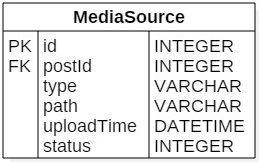 MediaSource
PK id INTEGER
FK postId INTEGER
type VARCHAR
path VARCHAR
uploadTime DATETIME
status INTEGER